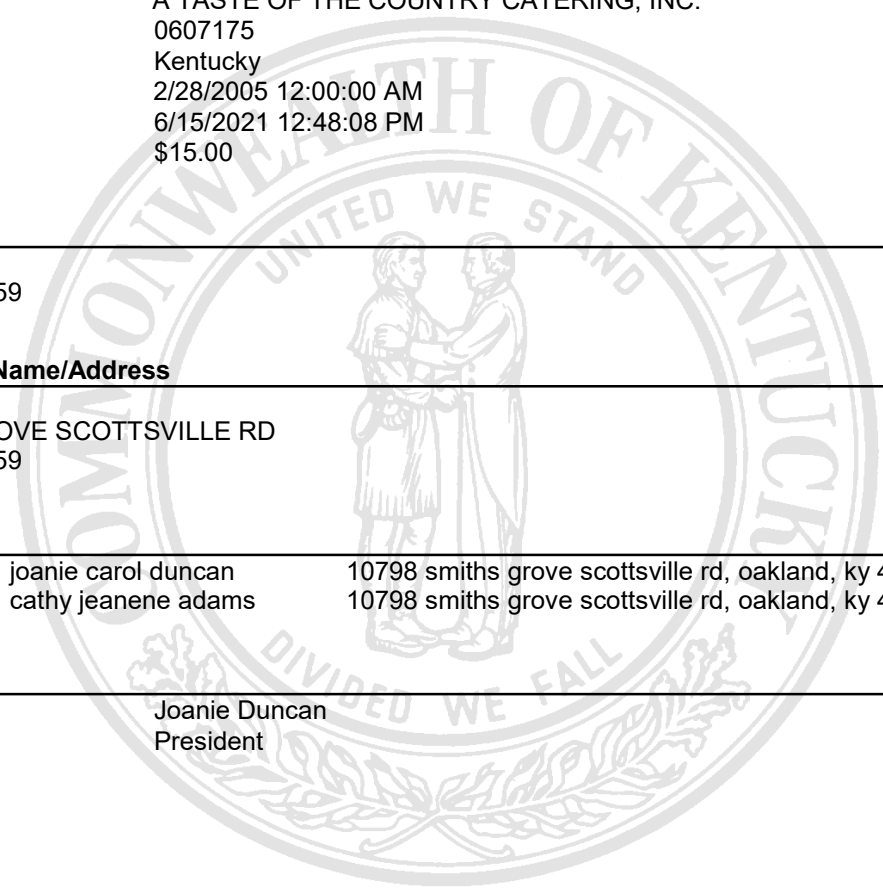 A TASTE OF THE COUNTRY CATERING, INC.
0607175
Kentucky
2/28/2005 12:00:00 AM
6/15/2021 12:48:08 PM
$15.00
COMMONWEALTH OF KENTUCKY
UNITED WE STAND
59
Name/Address
OVE SCOTTSVILLE RD
59
joanie carol duncan 10798 smiths grove scottsville rd, oakland, ky 4
cathy jeanene adams 10798 smiths grove scottsville rd, oakland, ky 4
DIVIDED WE FALL
Joanie Duncan
President